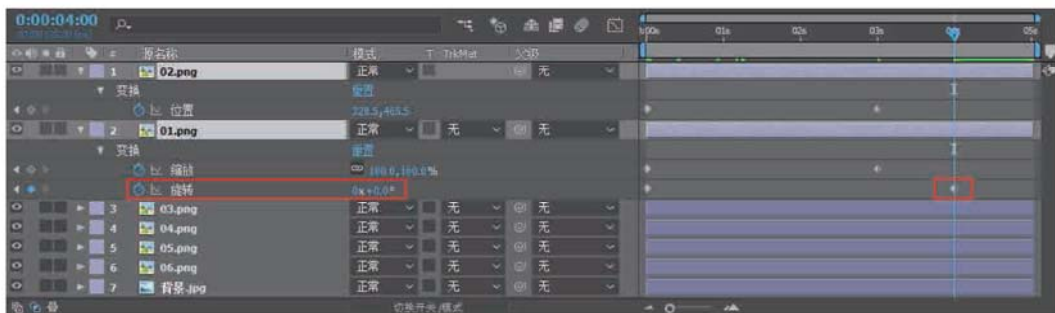 0:00:04:00
:00s 01s 02s 03s 05s
# 源名称 模式 T TrkMat 父级
1 02.png 正常 无
变换 重置
位置 328.5,465.5
2 01.png 正常 无 无
变换 重置
缩放 100.0,100.0%
旋转 0x+0.0°
3 03.png 正常 无 无
4 04.png 正常 无 无
5 05.png 正常 无 无
6 06.png 正常 无 无
7 背景.jpg 正常 无 无
切换开关/模式